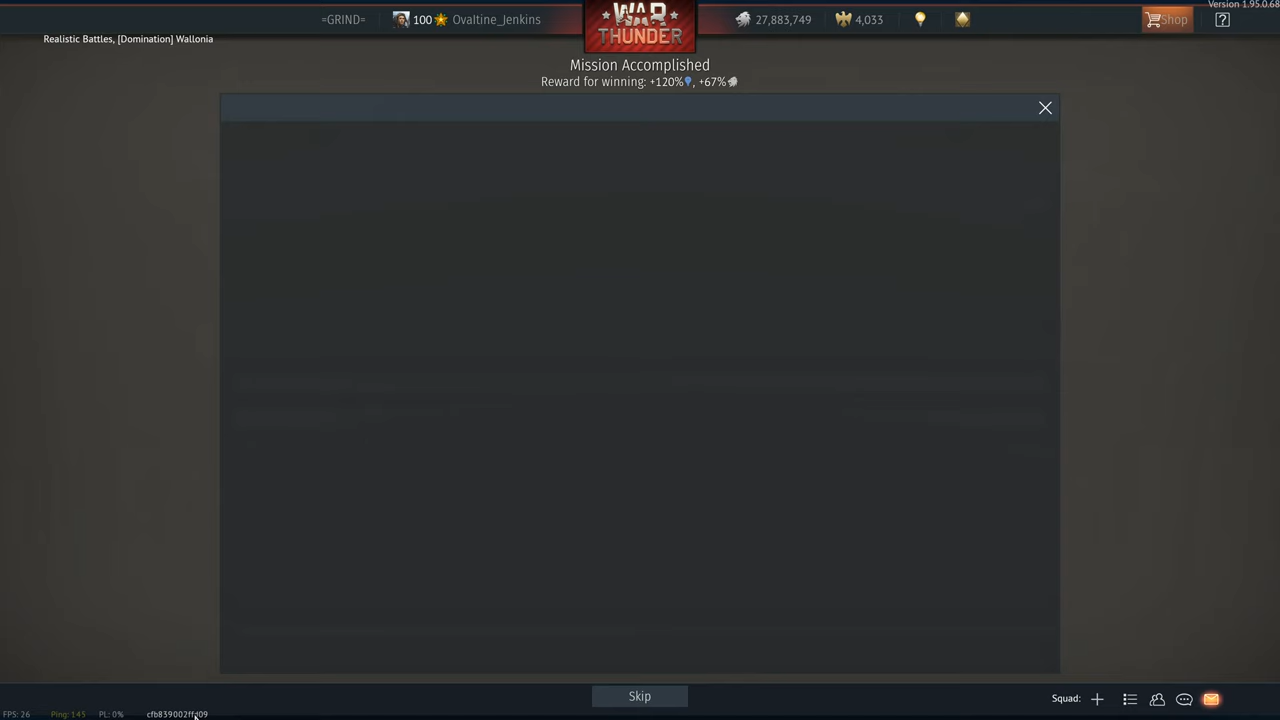 Version 1.95.0.68
=GRIND= 100 Ovaltine_Jenkins WAR THUNDER 27,883,749 4,033 Shop ?
Realistic Battles, [Domination] Wallonia
Mission Accomplished
Reward for winning: +120%, +67%
Skip
Squad:
FPS: 26 Ping: 145 PL: 0% cfb839002ffd09